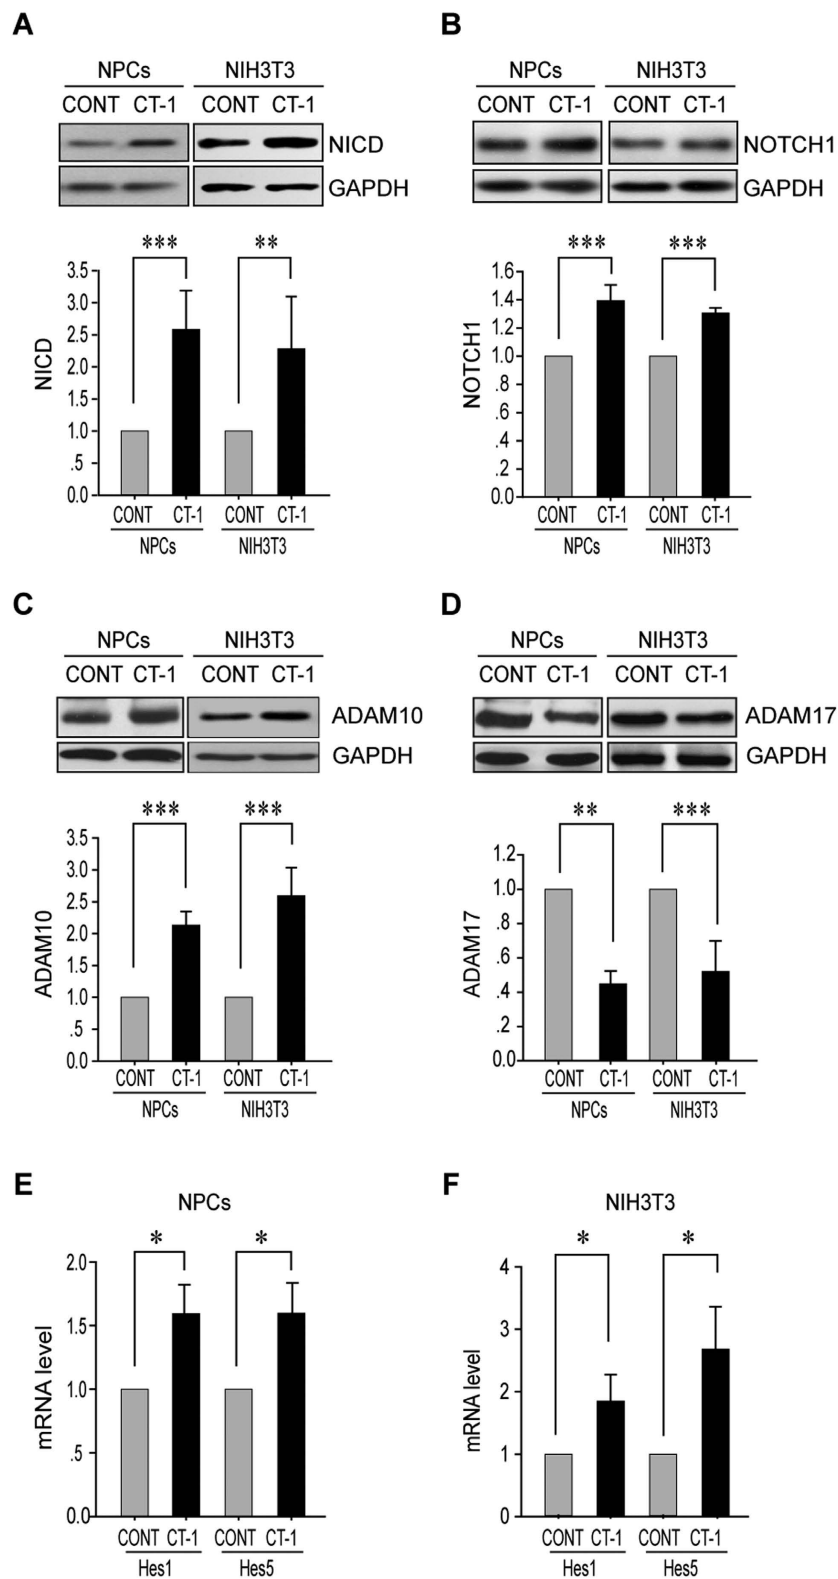 A
NPCs NIH3T3
CONT CT-1 CONT CT-1
NICD
GAPDH
*** **
3.5
3.0
2.5
2.0
1.5
1.0
.5
0.0
NICD
CONT CT-1 CONT CT-1
NPCs NIH3T3
B
NPCs NIH3T3
CONT CT-1 CONT CT-1
NOTCH1
GAPDH
*** ***
1.6
1.4
1.2
1.0
.8
.6
.4
.2
0.0
NOTCH1
CONT CT-1 CONT CT-1
NPCs NIH3T3
C
NPCs NIH3T3
CONT CT-1 CONT CT-1
ADAM10
GAPDH
*** ***
3.5
3.0
2.5
2.0
1.5
1.0
.5
0.0
ADAM10
CONT CT-1 CONT CT-1
NPCs NIH3T3
D
NPCs NIH3T3
CONT CT-1 CONT CT-1
ADAM17
GAPDH
** ***
1.2
1.0
.8
.6
.4
.2
0.0
ADAM17
CONT CT-1 CONT CT-1
NPCs NIH3T3
E
NPCs
* *
2.0
1.5
1.0
.5
0.0
mRNA level
CONT CT-1 CONT CT-1
Hes1 Hes5
F
NIH3T3
* *
4
3
2
1
0
mRNA level
CONT CT-1 CONT CT-1
Hes1 Hes5